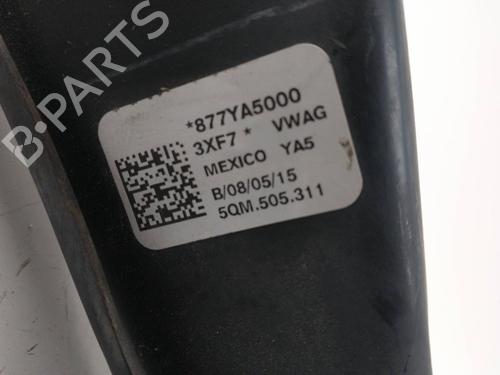 *877YA5000
3XF7 * VWAG
MEXICO YA5
B/08/05/15
5QM.505.311
B-PARTS